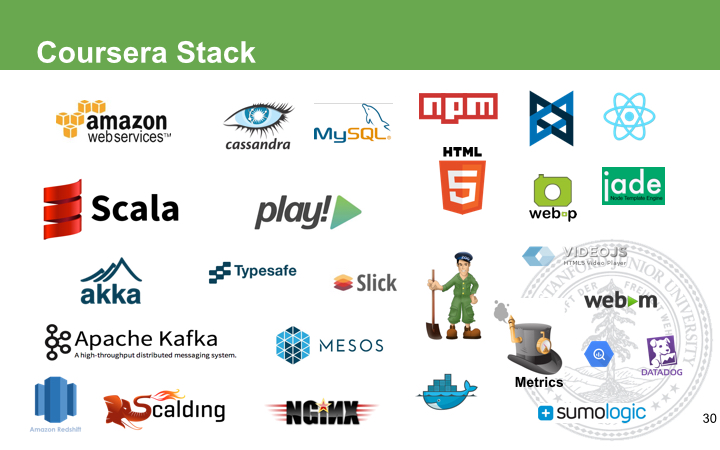 Coursera Stack
amazon
webservices™
cassandra
MySQL®
npm
HTML
5
web p
jade
Node Template Engine
Scala
play!
VIDEOJS
HTML5 Video Player
akka
Typesafe
Slick
web m
Apache Kafka
A high-throughput distributed messaging system.
MESOS
Metrics
DATADOG
Amazon Redshift
Scalding
NGINX
sumologic
30